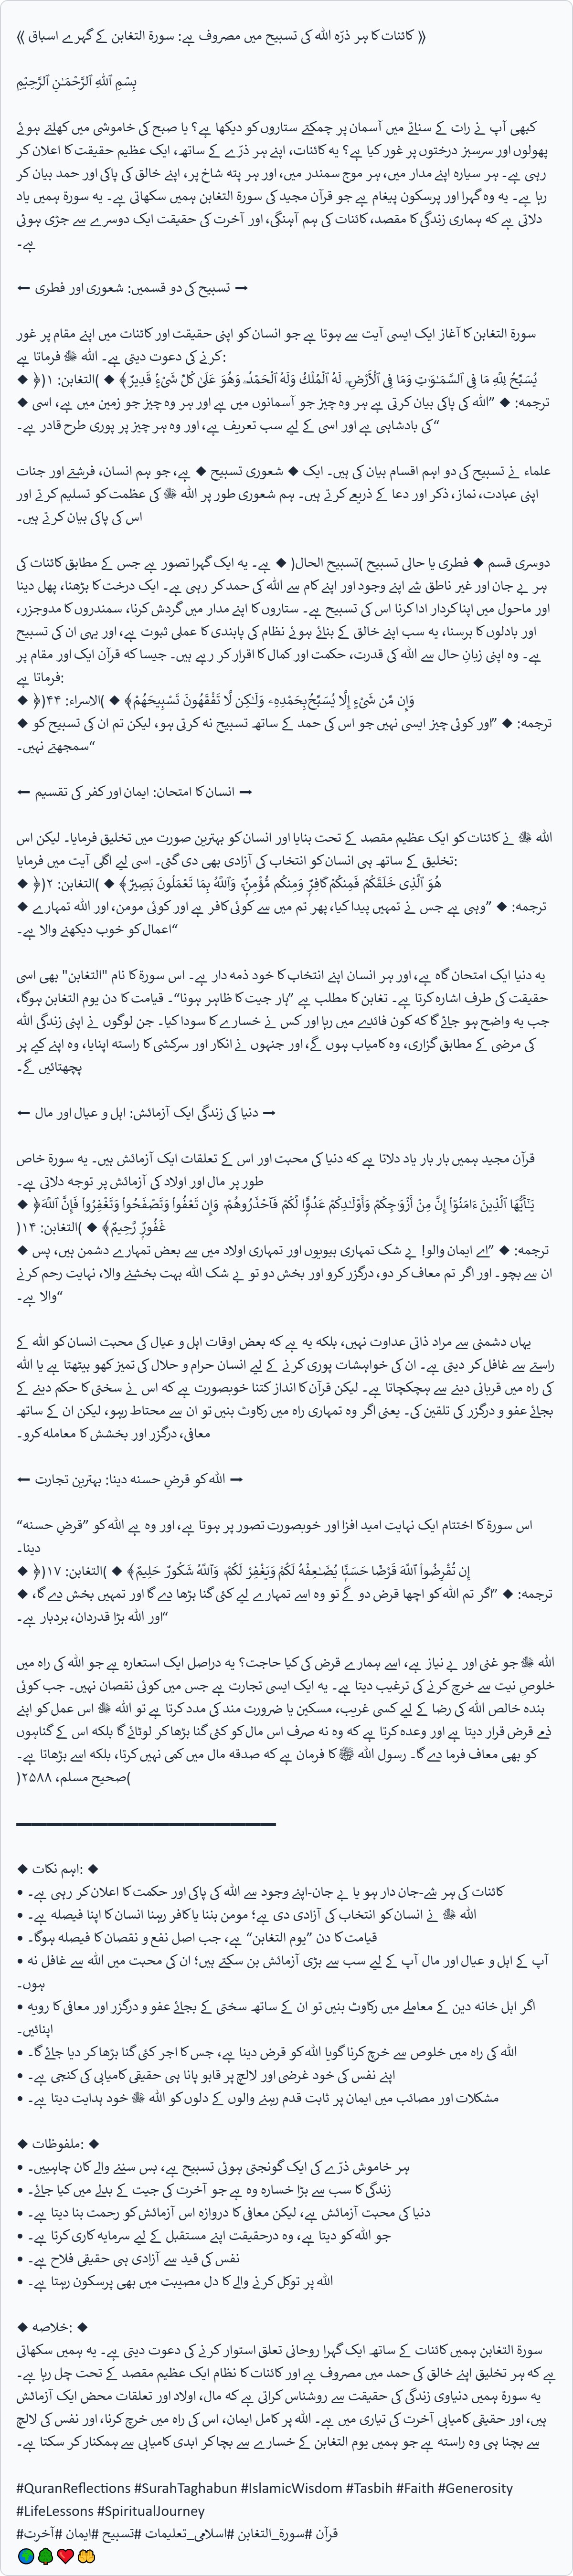 《 کائنات کا ہر ذرّہ اللہ کی تسبیح میں مصروف ہے: سورۃ التغابن کے گہرے اسباق 》
بِسْمِ ٱللَّهِ ٱلرَّحْمَـٰنِ ٱلرَّحِيْمِ
کبھی آپ نے رات کے سنّاٹے میں آسمان پر چمکتے ستاروں کو دیکھا ہے؟ یا صبح کی خاموشی میں کھلتے ہوئے
پھولوں اور سرسبز درختوں پر غور کیا ہے؟ یہ کائنات، اپنے ہر ذرّے کے ساتھ، ایک عظیم حقیقت کا اعلان کر
رہی ہے۔ ہر سیارہ اپنے مدار میں، ہر موج سمندر میں، اور ہر پتہ شاخ پر، اپنے خالق کی پاکی اور حمد بیان کر
رہا ہے۔ یہ وہ گہرا اور پرسکون پیغام ہے جو قرآن مجید کی سورۃ التغابن ہمیں سکھاتی ہے۔ یہ سورۃ ہمیں یاد
دلاتی ہے کہ ہماری زندگی کا مقصد، کائنات کی ہم آہنگی، اور آخرت کی حقیقت ایک دوسرے سے جڑی ہوئی
ہے۔
← تسبیح کی دو قسمیں: شعوری اور فطری →
سورۃ التغابن کا آغاز ایک ایسی آیت سے ہوتا ہے جو انسان کو اپنی حقیقت اور کائنات میں اپنے مقام پر غور
کرنے کی دعوت دیتی ہے۔ اللہ ﷻ فرماتا ہے:
◆ ﴿يُسَبِّحُ لِلَّهِ مَا فِى ٱلسَّمَـٰوَٰتِ وَمَا فِى ٱلْأَرْضِۖ لَهُ ٱلْمُلْكُ وَلَهُ ٱلْحَمْدُۖ وَهُوَ عَلَىٰ كُلِّ شَىْءٍۢ قَدِيرٌ﴾ ◆ (التغابن: ۱)
◆ ترجمہ: ◆ ”اللہ کی پاکی بیان کرتی ہے ہر وہ چیز جو آسمانوں میں ہے اور ہر وہ چیز جو زمین میں ہے، اسی
کی بادشاہی ہے اور اسی کے لیے سب تعریف ہے، اور وہ ہر چیز پر پوری طرح قادر ہے۔“
علماء نے تسبیح کی دو اہم اقسام بیان کی ہیں۔ ایک ◆ شعوری تسبیح ◆ ہے، جو ہم انسان، فرشتے اور جنات
اپنی عبادت، نماز، ذکر اور دعا کے ذریعے کرتے ہیں۔ ہم شعوری طور پر اللہ ﷻ کی عظمت کو تسلیم کرتے اور
اس کی پاکی بیان کرتے ہیں۔
دوسری قسم ◆ فطری یا حالی تسبیح (تسبیح الحال) ◆ ہے۔ یہ ایک گہرا تصور ہے جس کے مطابق کائنات کی
ہر بے جان اور غیر ناطق شے اپنے وجود اور اپنے کام سے اللہ کی حمد کر رہی ہے۔ ایک درخت کا بڑھنا، پھل دینا
اور ماحول میں اپنا کردار ادا کرنا اس کی تسبیح ہے۔ ستاروں کا اپنے مدار میں گردش کرنا، سمندروں کا مدوجزر،
اور بادلوں کا برسنا، یہ سب اپنے خالق کے بنائے ہوئے نظام کی پابندی کا عملی ثبوت ہے، اور یہی ان کی تسبیح
ہے۔ وہ اپنی زبانِ حال سے اللہ کی قدرت، حکمت اور کمال کا اقرار کر رہے ہیں۔ جیسا کہ قرآن ایک اور مقام پر
فرماتا ہے:
◆ ﴿وَإِن مِّن شَىْءٍ إِلَّا يُسَبِّحُ بِحَمْدِهِۦ وَلَـٰكِن لَّا تَفْقَهُونَ تَسْبِيحَهُمْ﴾ ◆ (الاسراء: ۴۴)
◆ ترجمہ: ◆ ”اور کوئی چیز ایسی نہیں جو اس کی حمد کے ساتھ تسبیح نہ کرتی ہو، لیکن تم ان کی تسبیح کو
سمجھتے نہیں۔“
← انسان کا امتحان: ایمان اور کفر کی تقسیم →
اللہ ﷻ نے کائنات کو ایک عظیم مقصد کے تحت بنایا اور انسان کو بہترین صورت میں تخلیق فرمایا۔ لیکن اس
تخلیق کے ساتھ ہی انسان کو انتخاب کی آزادی بھی دی گئی۔ اسی لیے اگلی آیت میں فرمایا:
◆ ﴿هُوَ ٱلَّذِى خَلَقَكُمْ فَمِنكُمْ كَافِرٌۭ وَمِنكُم مُّؤْمِنٌۭۚ وَٱللَّهُ بِمَا تَعْمَلُونَ بَصِيرٌ﴾ ◆ (التغابن: ۲)
◆ ترجمہ: ◆ ”وہی ہے جس نے تمہیں پیدا کیا، پھر تم میں سے کوئی کافر ہے اور کوئی مومن، اور اللہ تمہارے
اعمال کو خوب دیکھنے والا ہے۔“
یہ دنیا ایک امتحان گاہ ہے، اور ہر انسان اپنے انتخاب کا خود ذمہ دار ہے۔ اس سورۃ کا نام "التغابن" بھی اسی
حقیقت کی طرف اشارہ کرتا ہے۔ تغابن کا مطلب ہے ”ہار جیت کا ظاہر ہونا“۔ قیامت کا دن یوم التغابن ہوگا،
جب یہ واضح ہو جائے گا کہ کون فائدے میں رہا اور کس نے خسارے کا سودا کیا۔ جن لوگوں نے اپنی زندگی اللہ
کی مرضی کے مطابق گزاری، وہ کامیاب ہوں گے، اور جنہوں نے انکار اور سرکشی کا راستہ اپنایا، وہ اپنے کیے پر
پچھتائیں گے۔
← دنیا کی زندگی ایک آزمائش: اہل و عیال اور مال →
قرآن مجید ہمیں بار بار یاد دلاتا ہے کہ دنیا کی محبت اور اس کے تعلقات ایک آزمائش ہیں۔ یہ سورۃ خاص
طور پر مال اور اولاد کی آزمائش پر توجہ دلاتی ہے۔
◆ ﴿يَـٰٓأَيُّهَا ٱلَّذِينَ ءَامَنُوٓا۟ إِنَّ مِنْ أَزْوَٰجِكُمْ وَأَوْلَـٰدِكُمْ عَدُوًّۭا لَّكُمْ فَٱحْذَرُوهُمْۚ وَإِن تَعْفُوا۟ وَتَصْفَحُوا۟ وَتَغْفِرُوا۟ فَإِنَّ ٱللَّهَ
غَفُورٌۭ رَّحِيمٌ﴾ ◆ (التغابن: ۱۴)
◆ ترجمہ: ◆ ”اے ایمان والو! بے شک تمہاری بیویوں اور تمہاری اولاد میں سے بعض تمہارے دشمن ہیں، پس
ان سے بچو۔ اور اگر تم معاف کر دو، درگزر کرو اور بخش دو تو بے شک اللہ بہت بخشنے والا، نہایت رحم کرنے
والا ہے۔“
یہاں دشمنی سے مراد ذاتی عداوت نہیں، بلکہ یہ ہے کہ بعض اوقات اہل و عیال کی محبت انسان کو اللہ کے
راستے سے غافل کر دیتی ہے۔ ان کی خواہشات پوری کرنے کے لیے انسان حرام و حلال کی تمیز کھو بیٹھتا ہے یا اللہ
کی راہ میں قربانی دینے سے ہچکچاتا ہے۔ لیکن قرآن کا انداز کتنا خوبصورت ہے کہ اس نے سختی کا حکم دینے کے
بجائے عفو و درگزر کی تلقین کی۔ یعنی اگر وہ تمہاری راہ میں رکاوٹ بنیں تو ان سے محتاط رہو، لیکن ان کے ساتھ
معافی، درگزر اور بخشش کا معاملہ کرو۔
← اللہ کو قرضِ حسنہ دینا: بہترین تجارت →
اس سورۃ کا اختتام ایک نہایت امید افزا اور خوبصورت تصور پر ہوتا ہے، اور وہ ہے اللہ کو ”قرضِ حسنہ“
دینا۔
◆ ﴿إِن تُقْرِضُوا۟ ٱللَّهَ قَرْضًا حَسَنًۭا يُضَـٰعِفْهُ لَكُمْ وَيَغْفِرْ لَكُمْۚ وَٱللَّهُ شَكُورٌ حَلِيمٌ﴾ ◆ (التغابن: ۱۷)
◆ ترجمہ: ◆ ”اگر تم اللہ کو اچھا قرض دو گے تو وہ اسے تمہارے لیے کئی گنا بڑھا دے گا اور تمہیں بخش دے گا،
اور اللہ بڑا قدردان، بردبار ہے۔“
اللہ ﷻ جو غنی اور بے نیاز ہے، اسے ہمارے قرض کی کیا حاجت؟ یہ دراصل ایک استعارہ ہے جو اللہ کی راہ میں
خلوصِ نیت سے خرچ کرنے کی ترغیب دیتا ہے۔ یہ ایک ایسی تجارت ہے جس میں کوئی نقصان نہیں۔ جب کوئی
بندہ خالص اللہ کی رضا کے لیے کسی غریب، مسکین یا ضرورت مند کی مدد کرتا ہے تو اللہ ﷻ اس عمل کو اپنے
ذمے قرض قرار دیتا ہے اور وعدہ کرتا ہے کہ وہ نہ صرف اس مال کو کئی گنا بڑھا کر لوٹائے گا بلکہ اس کے گناہوں
کو بھی معاف فرما دے گا۔ رسول اللہ ﷺ کا فرمان ہے کہ صدقہ مال میں کمی نہیں کرتا، بلکہ اسے بڑھاتا ہے۔
(صحیح مسلم، ۲۵۸۸)
◆ اہم نکات: ◆
• کائنات کی ہر شے-جان دار ہو یا بے جان-اپنے وجود سے اللہ کی پاکی اور حکمت کا اعلان کر رہی ہے۔
• اللہ ﷻ نے انسان کو انتخاب کی آزادی دی ہے؛ مومن بننا یا کافر رہنا انسان کا اپنا فیصلہ ہے۔
• قیامت کا دن ”یوم التغابن“ ہے، جب اصل نفع و نقصان کا فیصلہ ہوگا۔
• آپ کے اہل و عیال اور مال آپ کے لیے سب سے بڑی آزمائش بن سکتے ہیں؛ ان کی محبت میں اللہ سے غافل نہ
ہوں۔
• اگر اہل خانہ دین کے معاملے میں رکاوٹ بنیں تو ان کے ساتھ سختی کے بجائے عفو و درگزر اور معافی کا رویہ
اپنائیں۔
• اللہ کی راہ میں خلوص سے خرچ کرنا گویا اللہ کو قرض دینا ہے، جس کا اجر کئی گنا بڑھا کر دیا جائے گا۔
• اپنے نفس کی خود غرضی اور لالچ پر قابو پانا ہی حقیقی کامیابی کی کنجی ہے۔
• مشکلات اور مصائب میں ایمان پر ثابت قدم رہنے والوں کے دلوں کو اللہ ﷻ خود ہدایت دیتا ہے۔
◆ ملفوظات: ◆
• ہر خاموش ذرّے کی ایک گونجتی ہوئی تسبیح ہے، بس سننے والے کان چاہییں۔
• زندگی کا سب سے بڑا خسارہ وہ ہے جو آخرت کی جیت کے بدلے میں کیا جائے۔
• دنیا کی محبت آزمائش ہے، لیکن معافی کا دروازہ اس آزمائش کو رحمت بنا دیتا ہے۔
• جو اللہ کو دیتا ہے، وہ درحقیقت اپنے مستقبل کے لیے سرمایہ کاری کرتا ہے۔
• نفس کی قید سے آزادی ہی حقیقی فلاح ہے۔
• اللہ پر توکل کرنے والے کا دل مصیبت میں بھی پرسکون رہتا ہے۔
◆ خلاصہ: ◆
سورۃ التغابن ہمیں کائنات کے ساتھ ایک گہرا روحانی تعلق استوار کرنے کی دعوت دیتی ہے۔ یہ ہمیں سکھاتی
ہے کہ ہر تخلیق اپنے خالق کی حمد میں مصروف ہے اور کائنات کا نظام ایک عظیم مقصد کے تحت چل رہا ہے۔
یہ سورۃ ہمیں دنیاوی زندگی کی حقیقت سے روشناس کراتی ہے کہ مال، اولاد اور تعلقات محض ایک آزمائش
ہیں، اور حقیقی کامیابی آخرت کی تیاری میں ہے۔ اللہ پر کامل ایمان، اس کی راہ میں خرچ کرنا، اور نفس کی لالچ
سے بچنا ہی وہ راستہ ہے جو ہمیں یوم التغابن کے خسارے سے بچا کر ابدی کامیابی سے ہمکنار کر سکتا ہے۔
#QuranReflections #SurahTaghabun #IslamicWisdom #Tasbih #Faith #Generosity
#LifeLessons #SpiritualJourney
#قرآن #سورۃ_التغابن #اسلامی_تعلیمات #تسبیح #ایمان #آخرت
🌍🌳❤️🤲